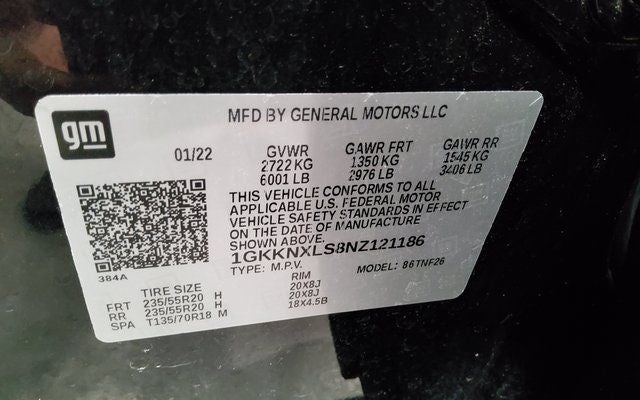 gm
MFD BY GENERAL MOTORS LLC
01/22
GVWR GAWR FRT GAWR RR
2722 KG 1350 KG 1545 KG
6001 LB 2976 LB 3406 LB
THIS VEHICLE CONFORMS TO ALL
APPLICABLE U.S. FEDERAL MOTOR
VEHICLE SAFETY STANDARDS IN EFFECT
ON THE DATE OF MANUFACTURE
SHOWN ABOVE.
1GKKNXLS8NZ121186
TYPE: M.P.V. MODEL: 86TNF26
384A
TIRE SIZE RIM
FRT 235/55R20 H 20X8J
RR 235/55R20 H 20X8J
SPA T135/70R18 M 18X4.5B